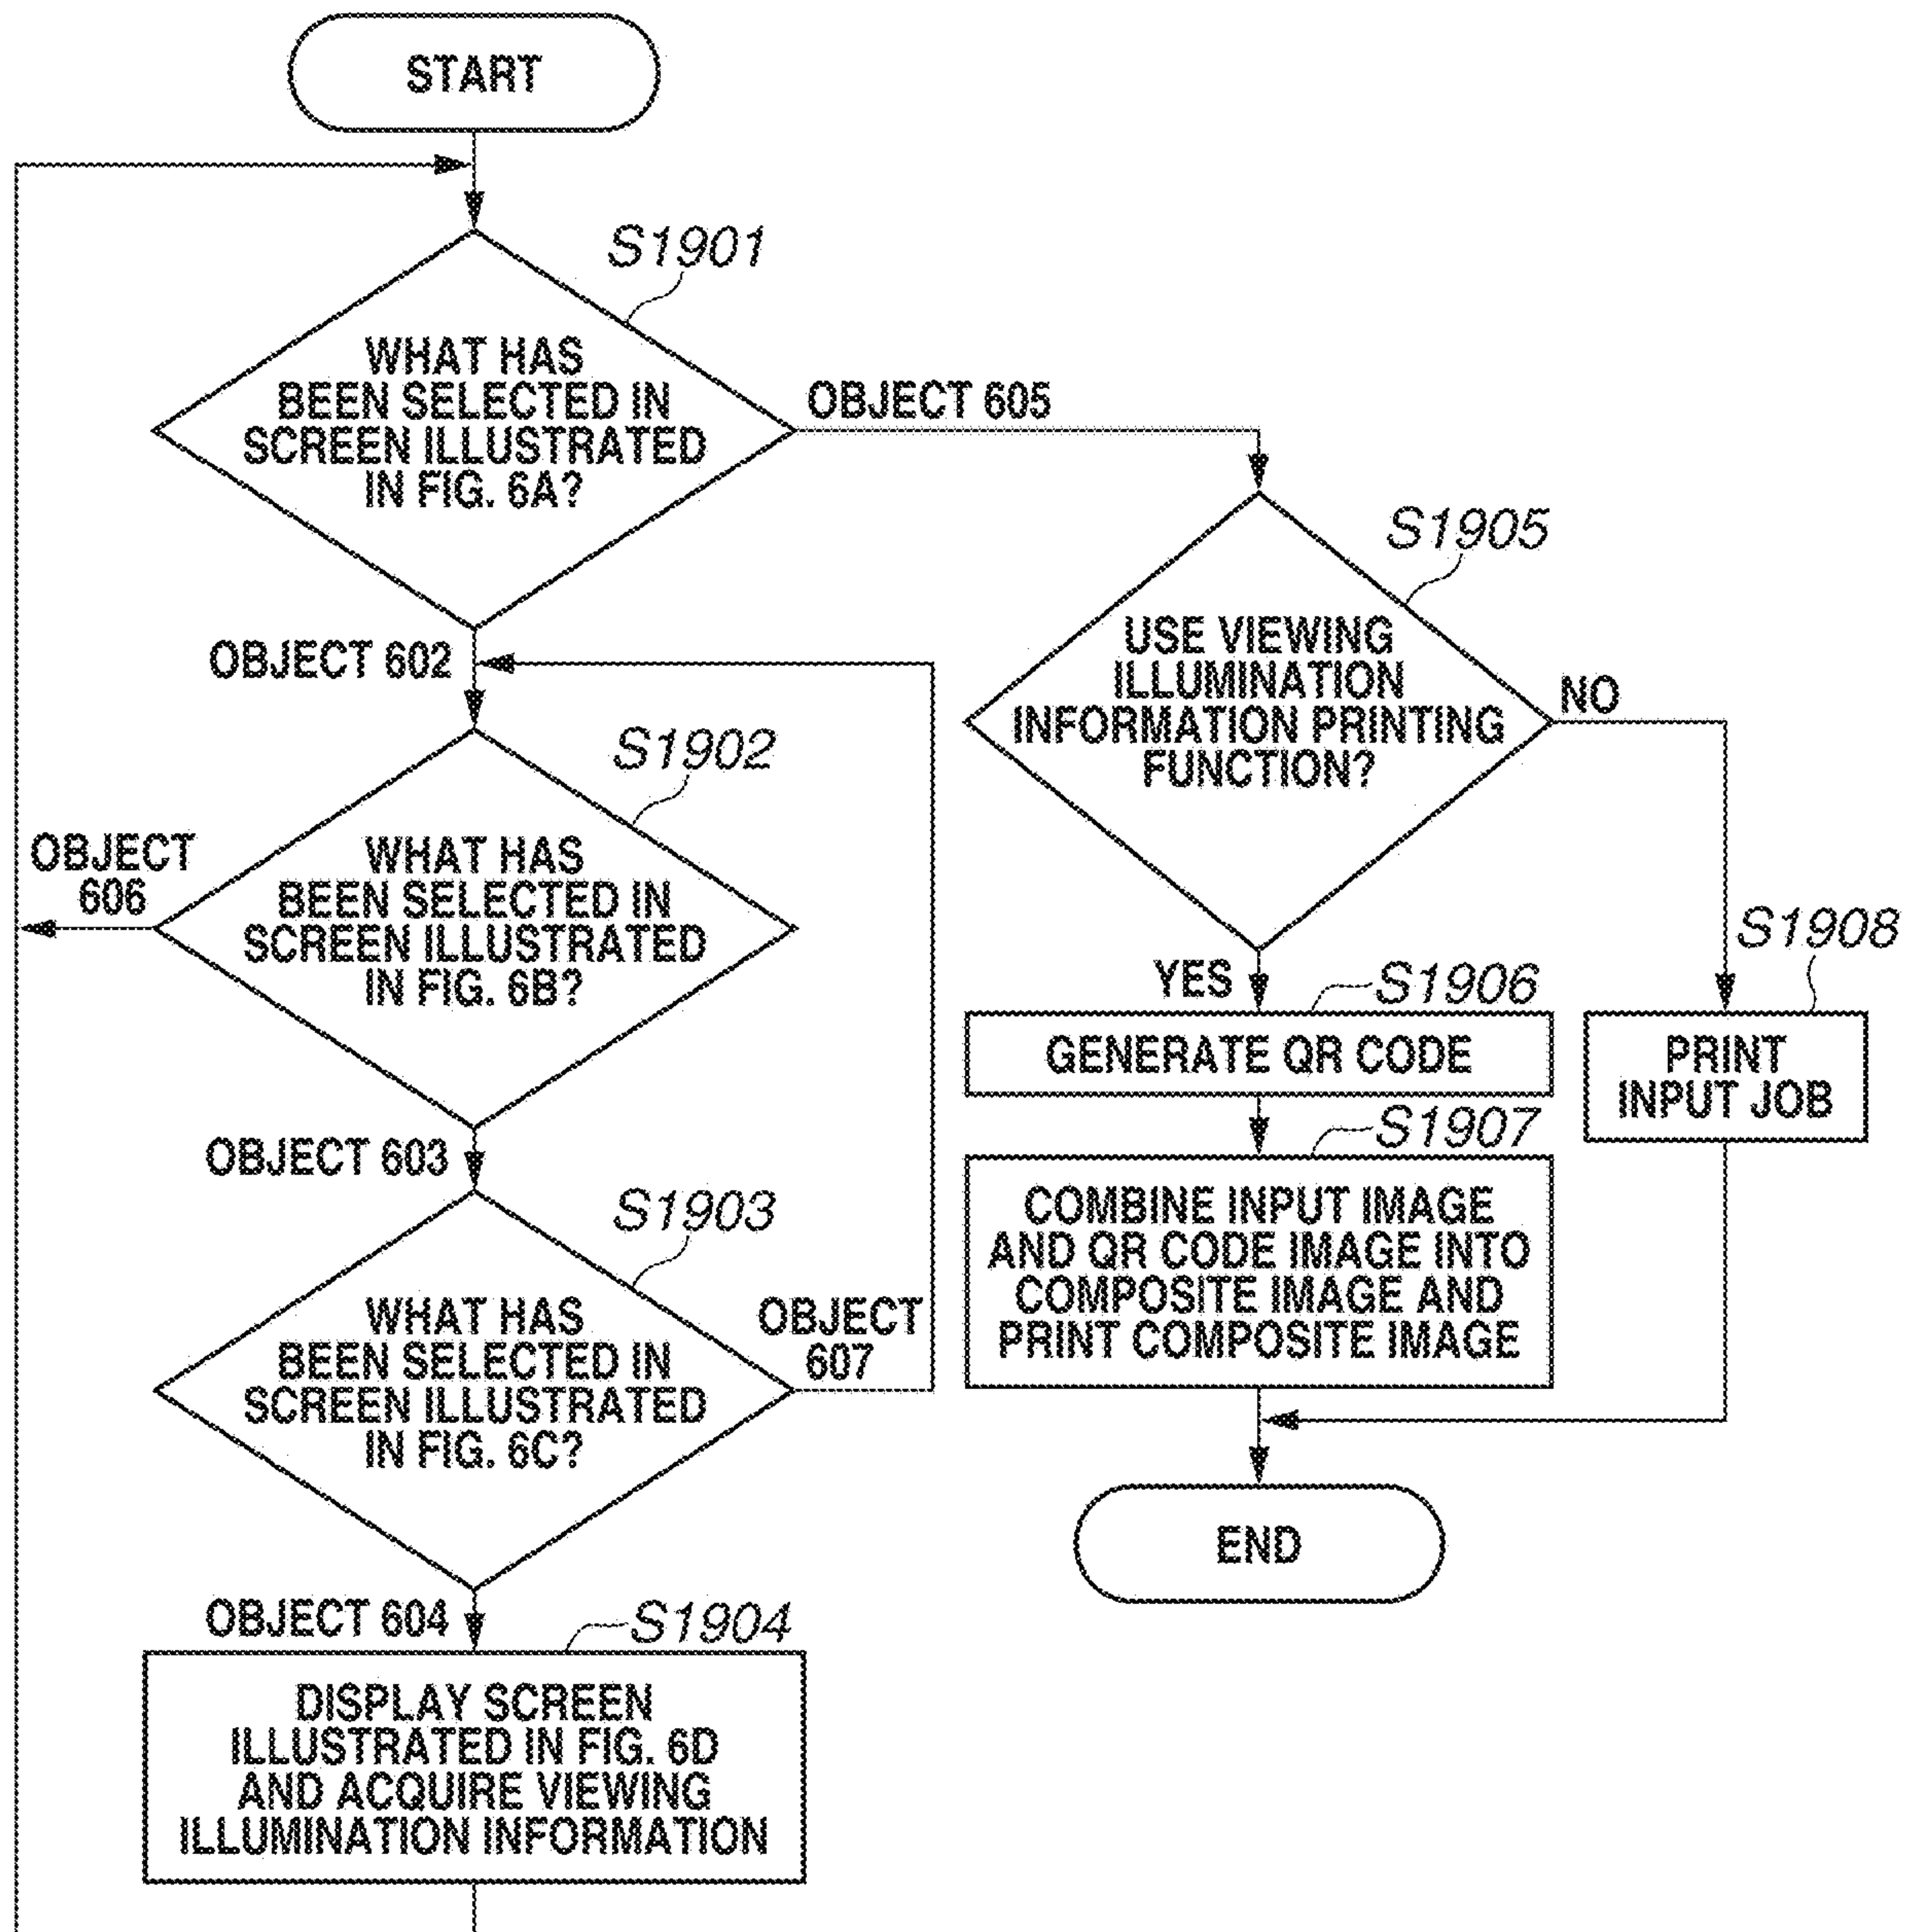 START
S1901
WHAT HAS
BEEN SELECTED IN
SCREEN ILLUSTRATED
IN FIG. 6A?
OBJECT 605
OBJECT 602
S1902
WHAT HAS
BEEN SELECTED IN
SCREEN ILLUSTRATED
IN FIG. 6B?
OBJECT
606
OBJECT 603
S1903
WHAT HAS
BEEN SELECTED IN
SCREEN ILLUSTRATED
IN FIG. 6C?
OBJECT
607
OBJECT 604
S1904
DISPLAY SCREEN
ILLUSTRATED IN FIG. 6D
AND ACQUIRE VIEWING
ILLUMINATION INFORMATION
S1905
USE VIEWING
ILLUMINATION
INFORMATION PRINTING
FUNCTION?
NO
YES
S1906
GENERATE QR CODE
S1907
COMBINE INPUT IMAGE
AND QR CODE IMAGE INTO
COMPOSITE IMAGE AND
PRINT COMPOSITE IMAGE
S1908
PRINT
INPUT JOB
END